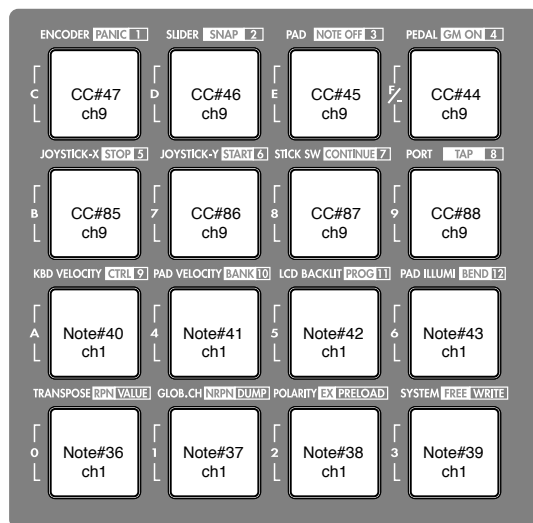 ENCODER PANIC 1 SLIDER SNAP 2 PAD NOTE OFF 3 PEDAL GM ON 4
C CC#47 ch9
D CC#46 ch9
E CC#45 ch9
F/- CC#44 ch9
JOYSTICK-X STOP 5 JOYSTICK-Y START 6 STICK SW CONTINUE 7 PORT TAP 8
B CC#85 ch9
7 CC#86 ch9
8 CC#87 ch9
9 CC#88 ch9
KBD VELOCITY CTRL 9 PAD VELOCITY BANK 10 LCD BACKLIT PROG 11 PAD ILLUMI BEND 12
A Note#40 ch1
4 Note#41 ch1
5 Note#42 ch1
6 Note#43 ch1
TRANSPOSE RPN VALUE GLOB.CH NRPN DUMP POLARITY EX PRELOAD SYSTEM FREE WRITE
0 Note#36 ch1
1 Note#37 ch1
2 Note#38 ch1
3 Note#39 ch1